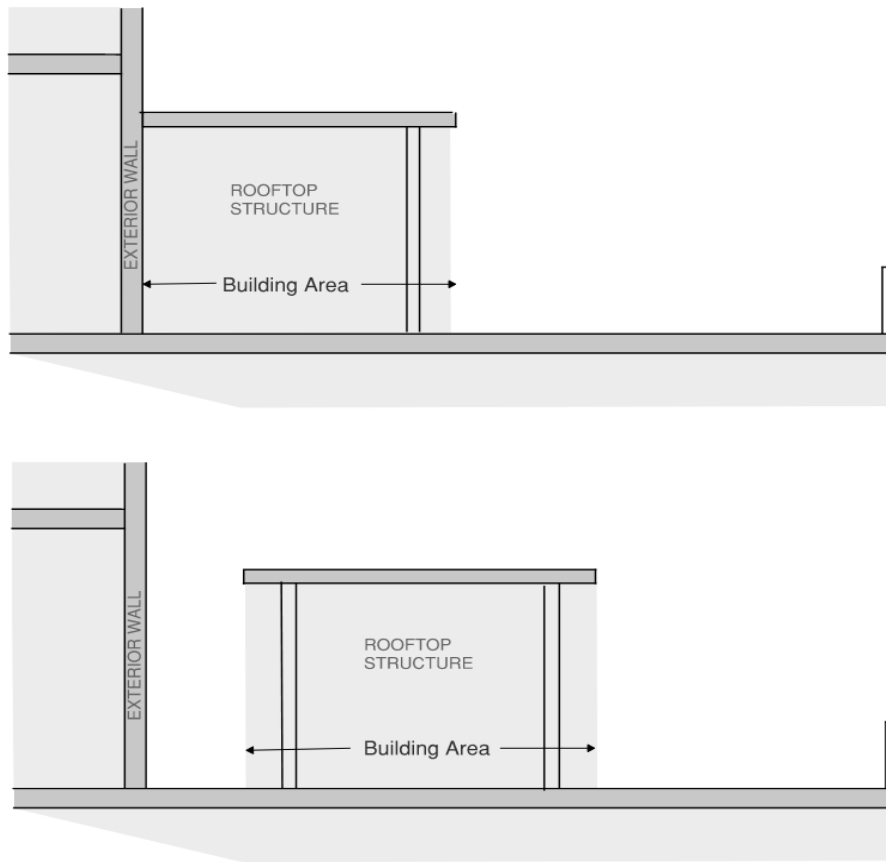 EXTERIOR WALL
ROOFTOP
STRUCTURE
Building Area
EXTERIOR WALL
ROOFTOP
STRUCTURE
Building Area